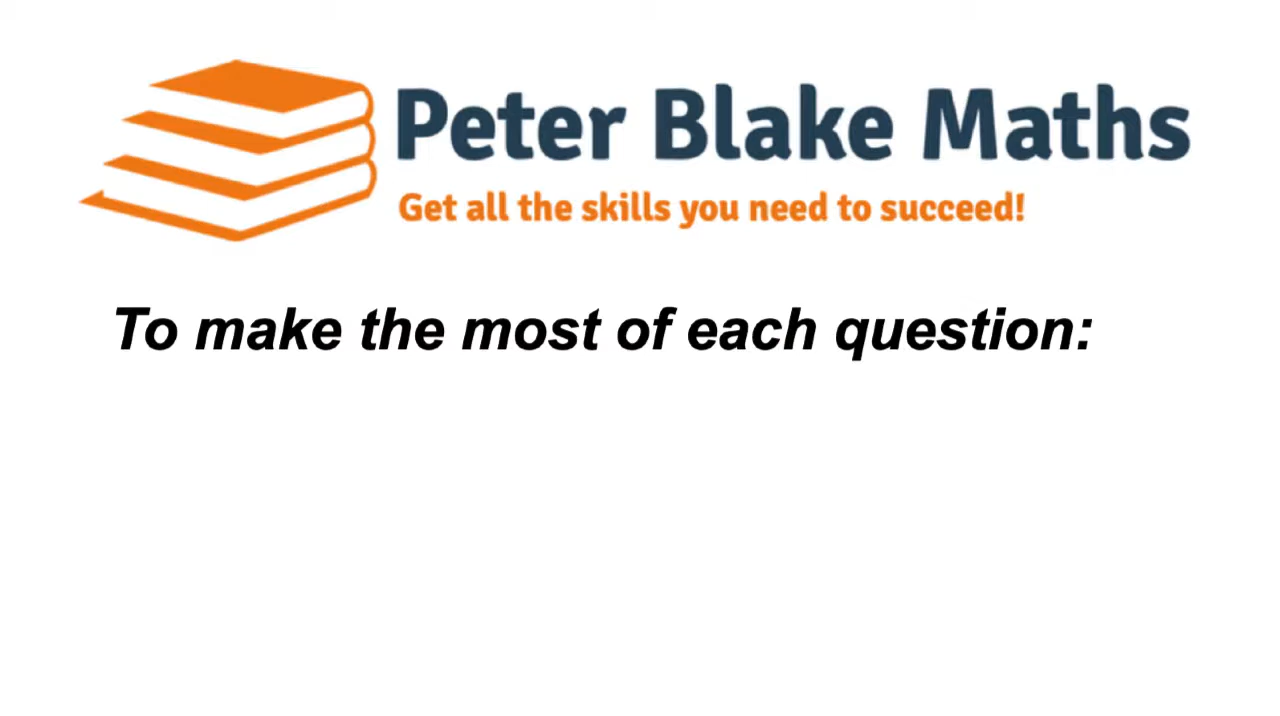 Peter Blake Maths
Get all the skills you need to succeed!
To make the most of each question: